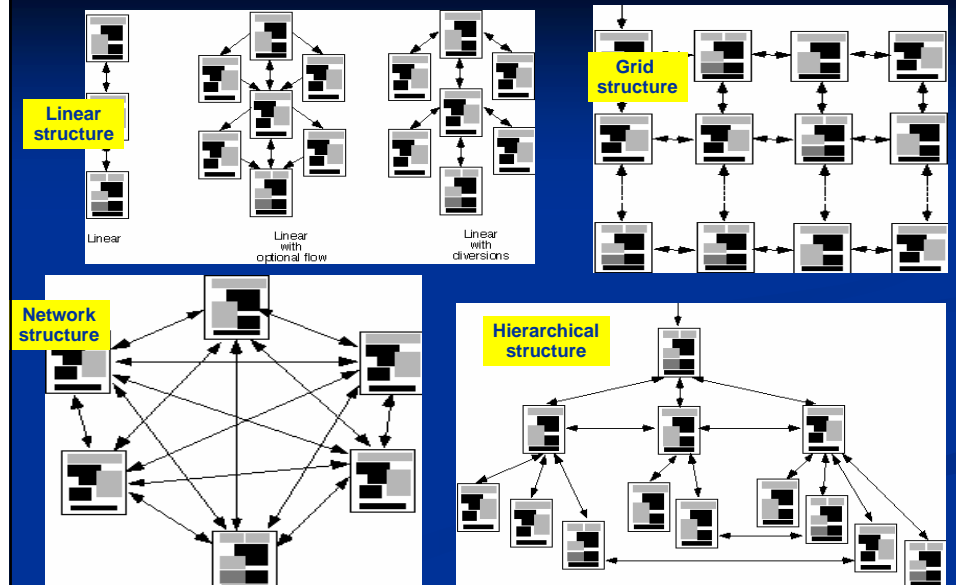 Linear
structure
Linear
Linear
with
optional flow
Linear
with
diversions
Grid
structure
Network
structure
Hierarchical
structure